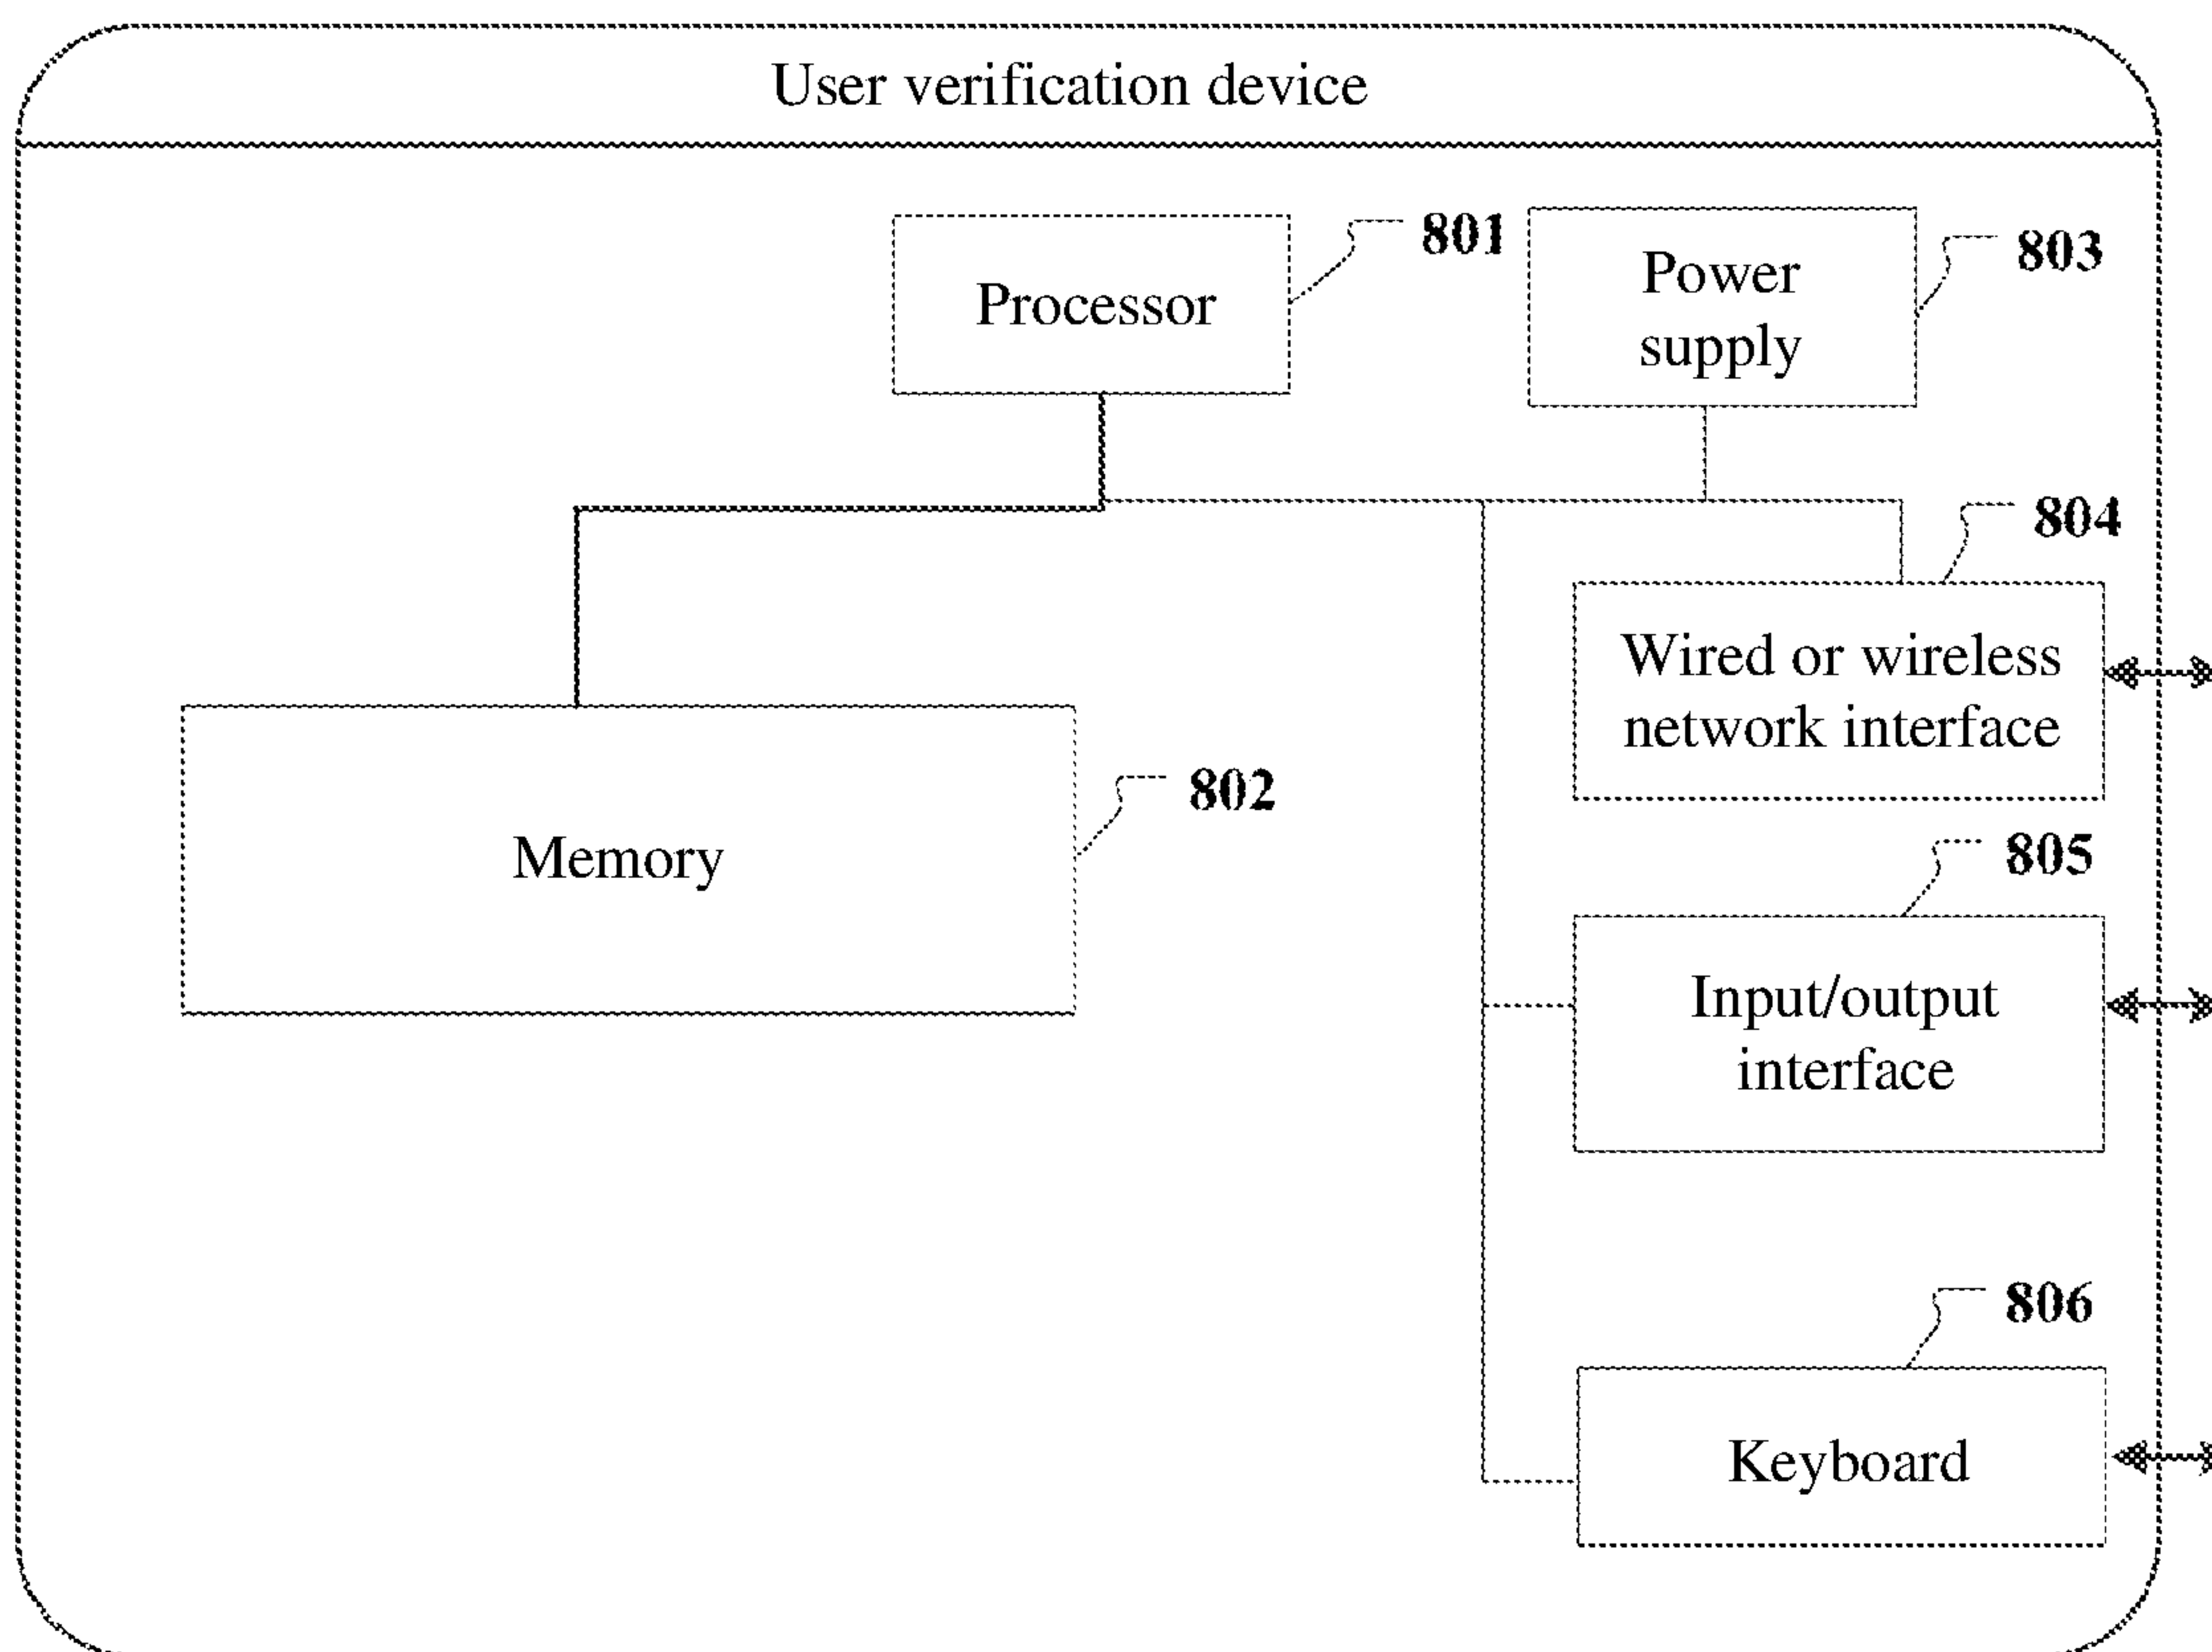 User verification device
801
Processor
803
Power
supply
804
Wired or wireless
network interface
802
Memory
805
Input/output
interface
806
Keyboard